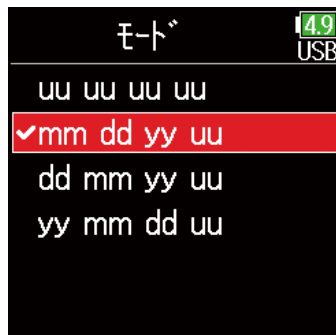 モード
4.9
USB
uu uu uu uu
✔mm dd yy uu
dd mm yy uu
yy mm dd uu